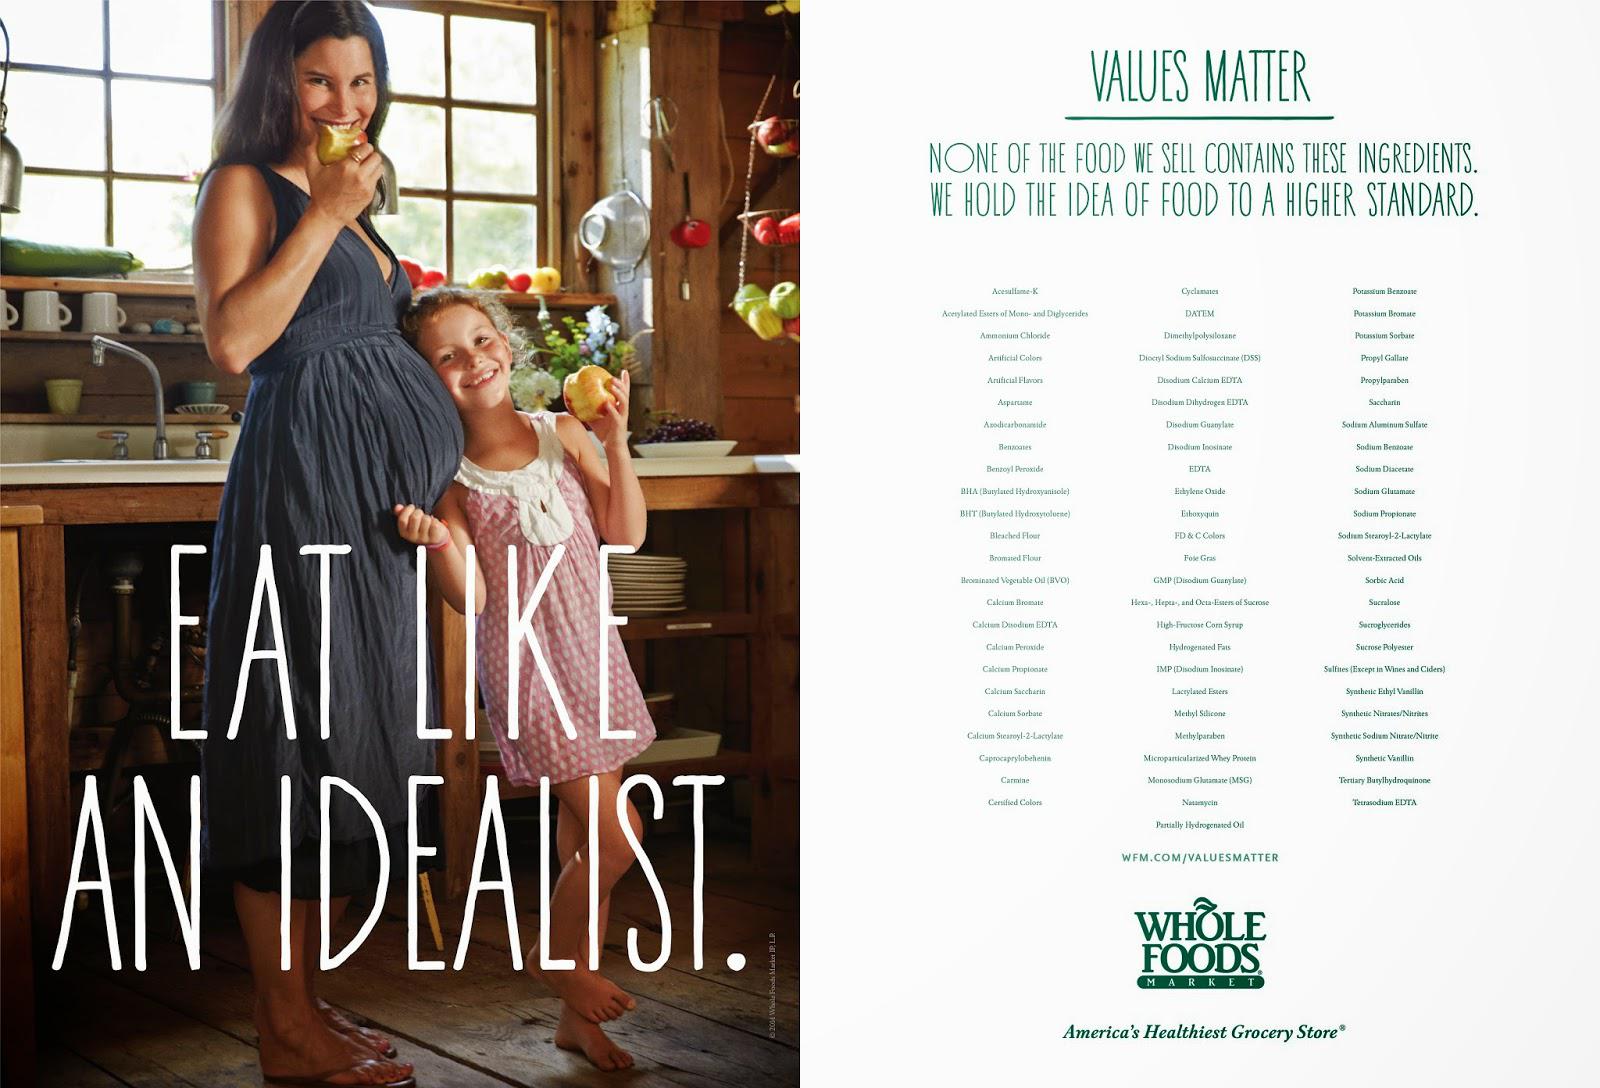 EAT LIKE
AN IDEALIST.
© 2014 Whole Foods Market IP, L.P.
VALUES MATTER
NONE OF THE FOOD WE SELL CONTAINS THESE INGREDIENTS.
WE HOLD THE IDEA OF FOOD TO A HIGHER STANDARD.
Acesulfame-K
Acetylated Esters of Mono- and Diglycerides
Ammonium Chloride
Artificial Colors
Artificial Flavors
Aspartame
Azodicarbonamide
Benzoates
Benzoyl Peroxide
BHA (Butylated Hydroxyanisole)
BHT (Butylated Hydroxytoluene)
Bleached Flour
Bromated Flour
Brominated Vegetable Oil (BVO)
Calcium Bromate
Calcium Disodium EDTA
Calcium Peroxide
Calcium Propionate
Calcium Saccharin
Calcium Sorbate
Calcium Stearoyl-2-Lactylate
Caprocaprylobehenin
Carmine
Certified Colors
Cyclamates
DATEM
Dimethylpolysiloxane
Dioctyl Sodium Sulfosuccinate (DSS)
Disodium Calcium EDTA
Disodium Dihydrogen EDTA
Disodium Guanylate
Disodium Inosinate
EDTA
Ethylene Oxide
Ethoxyquin
FD & C Colors
Foie Gras
GMP (Disodium Guanylate)
Hexa-, Hepta-, and Octa-Esters of Sucrose
High-Fructose Corn Syrup
Hydrogenated Fats
IMP (Disodium Inosinate)
Lactylated Esters
Methyl Silicone
Methylparaben
Microparticularized Whey Protein
Monosodium Glutamate (MSG)
Natamycin
Partially Hydrogenated Oil
Potassium Benzoate
Potassium Bromate
Potassium Sorbate
Propyl Gallate
Propylparaben
Saccharin
Sodium Aluminum Sulfate
Sodium Benzoate
Sodium Diacetate
Sodium Glutamate
Sodium Propionate
Sodium Stearoyl-2-Lactylate
Solvent-Extracted Oils
Sorbic Acid
Sucralose
Sucroglycerides
Sucrose Polyester
Sulfites (Except in Wines and Ciders)
Synthetic Ethyl Vanillin
Synthetic Nitrates/Nitrites
Synthetic Sodium Nitrate/Nitrite
Synthetic Vanillin
Tertiary Butylhydroquinone
Tetrasodium EDTA
WFM.COM/VALUESMATTER
WHOLE
FOODS®
MARKET
America's Healthiest Grocery Store®